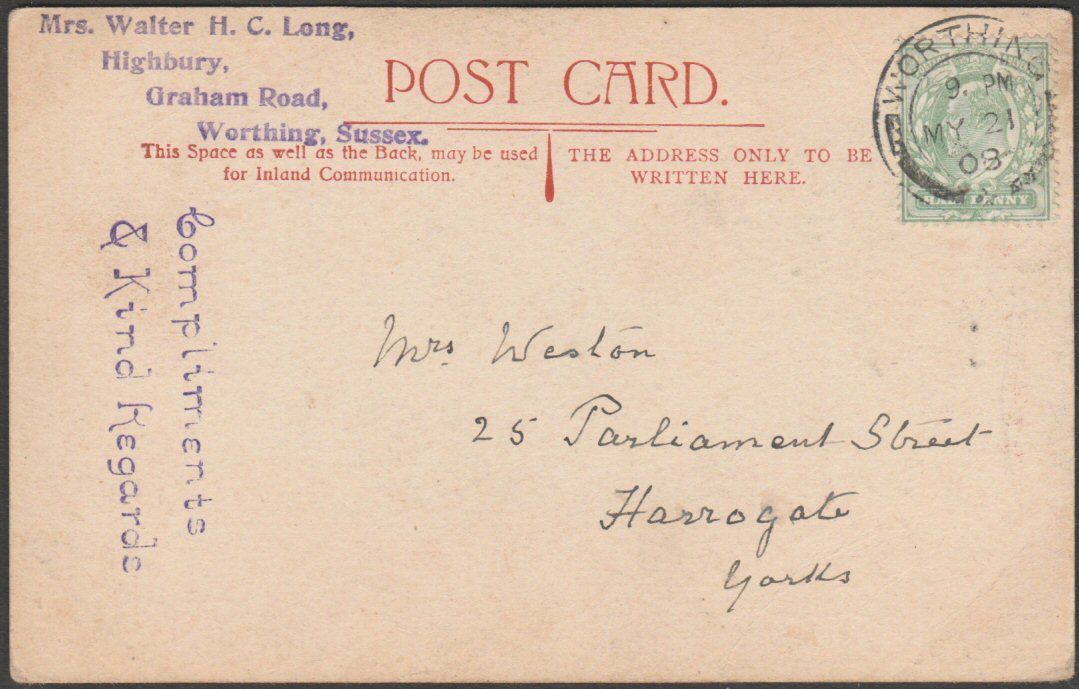 Mrs. Walter H. C. Long,
Highbury,
Graham Road,
Worthing, Sussex.
POST CARD.
This Space as well as the Back, may be used
for Inland Communication.
THE ADDRESS ONLY TO BE
WRITTEN HERE.
WORTHING
9. PM
MY 21
08
HALF PENNY
Compliments
& Kind Regards
Mrs Weston
25 Parliament Street
Harrogate
Yorks